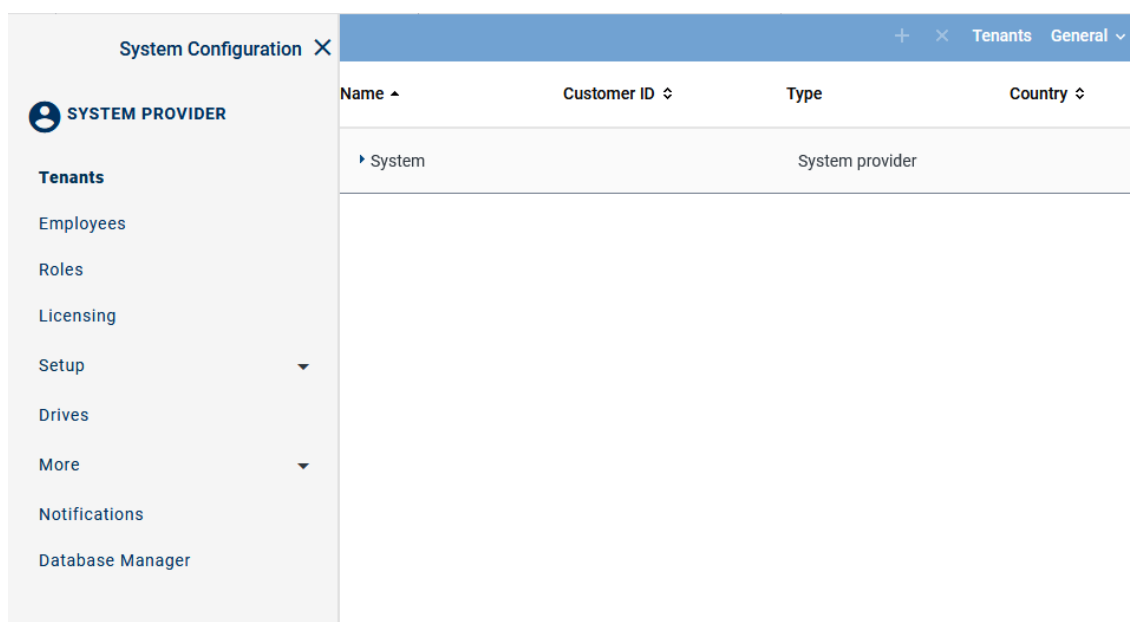 System Configuration
Tenants General
SYSTEM PROVIDER
Name Customer ID Type Country
System System provider
Tenants
Employees
Roles
Licensing
Setup
Drives
More
Notifications
Database Manager